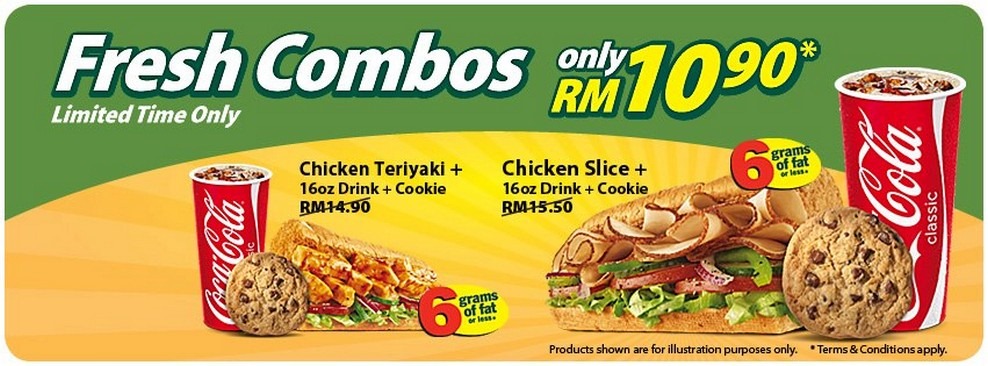 Fresh Combos
Limited Time Only
only
RM10.90*
Chicken Teriyaki +
16oz Drink + Cookie
RM14.90
Chicken Slice +
16oz Drink + Cookie
RM15.50
6 grams
of fat
or less*
6 grams
of fat
or less*
Coca-Cola
classic
Coca-Cola
Products shown are for illustration purposes only. *Terms & Conditions apply.